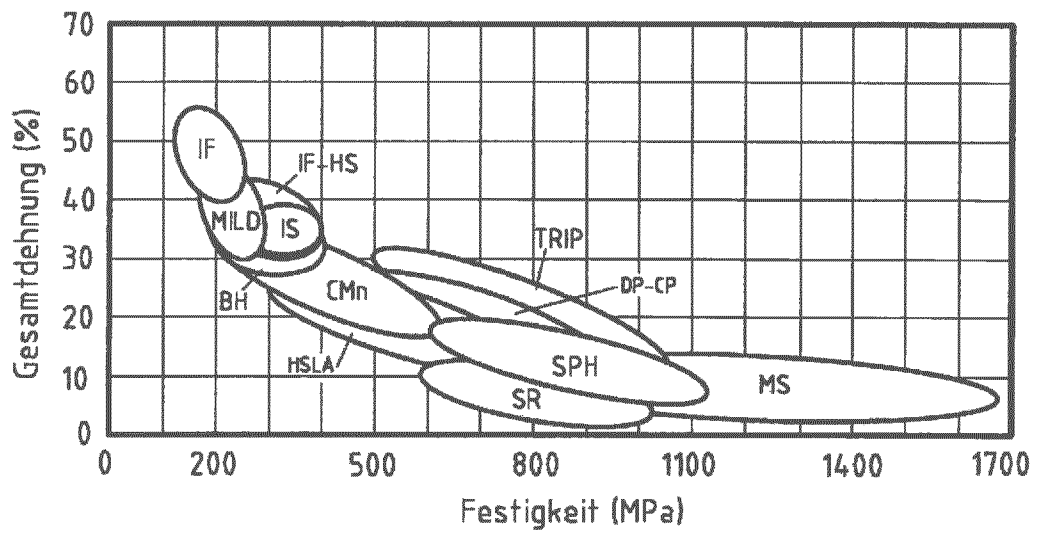 Gesamtdehnung (%)
70
60
50
40
30
20
10
0
IF
IF-HS
MILD
IS
BH
CMn
HSLA
TRIP
DP-CP
SPH
SR
MS
0 200 500 800 1100 1400 1700
Festigkeit (MPa)